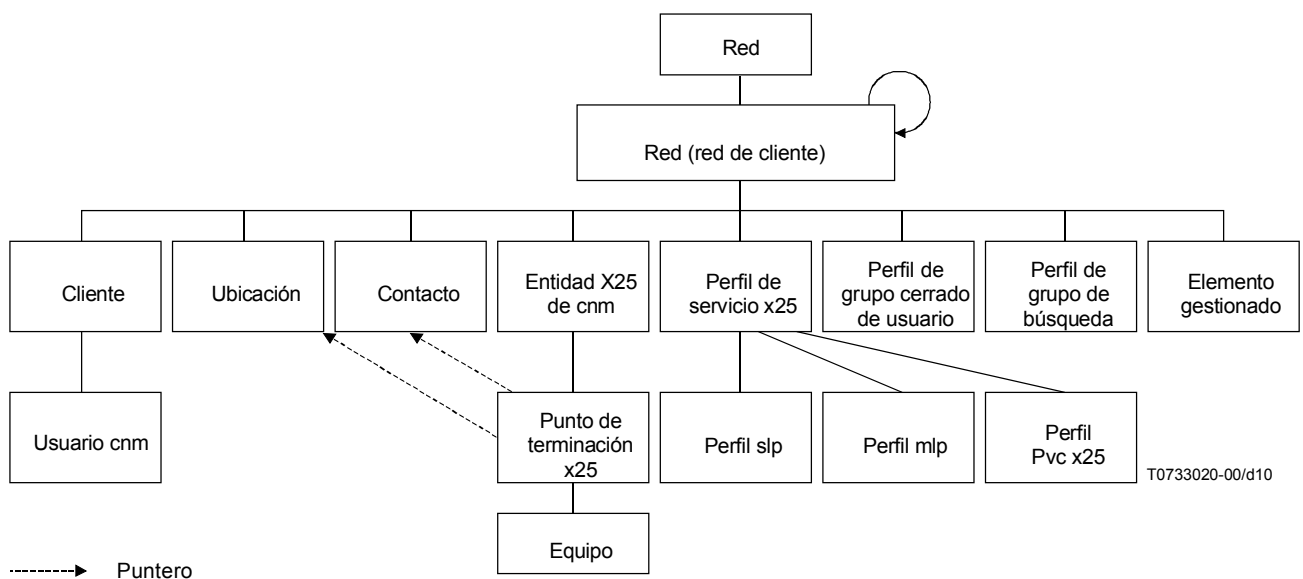 Red
Red (red de cliente)
Cliente
Ubicación
Contacto
Entidad X25
de cnm
Perfil de
servicio x25
Perfil de
grupo cerrado
de usuario
Perfil de
grupo de
búsqueda
Elemento
gestionado
Usuario cnm
Punto de
terminación
x25
Perfil slp
Perfil mlp
Perfil
Pvc x25
T0733020-00/d10
Equipo
Puntero